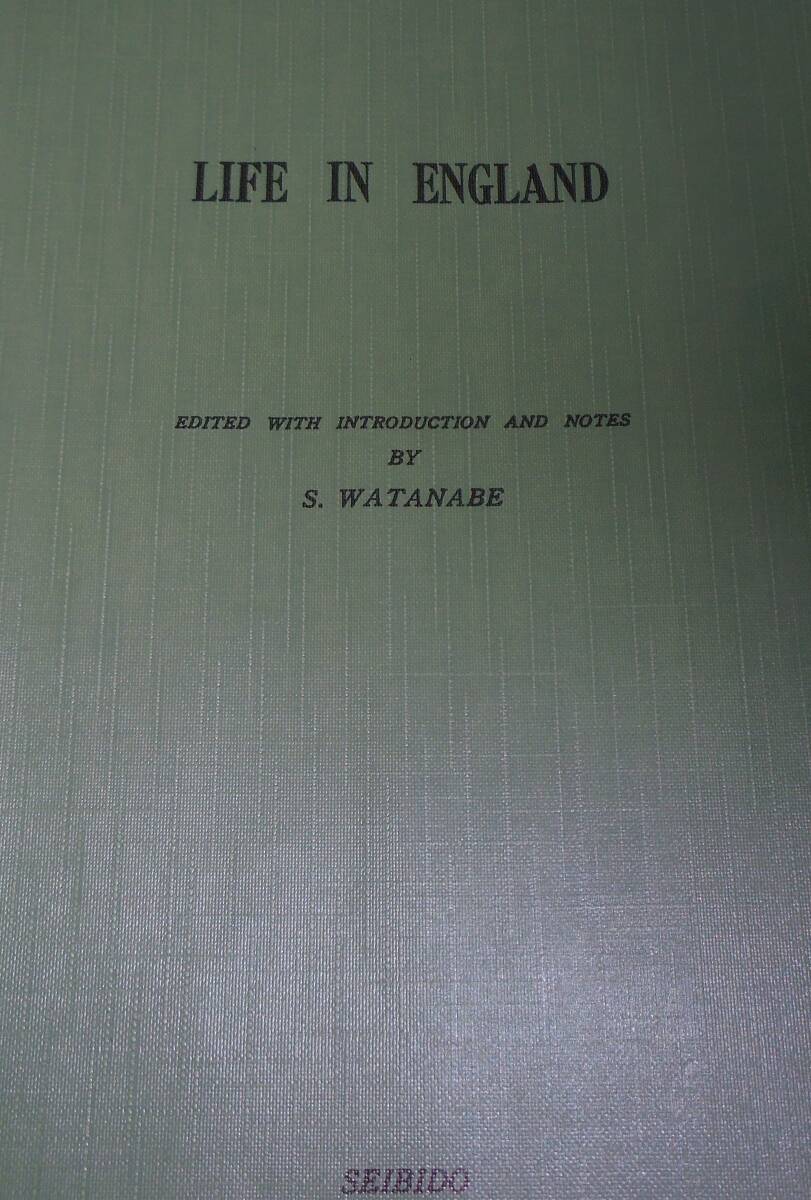 LIFE IN ENGLAND
EDITED WITH INTRODUCTION AND NOTES
BY
S. WATANABE
SEIBIDO